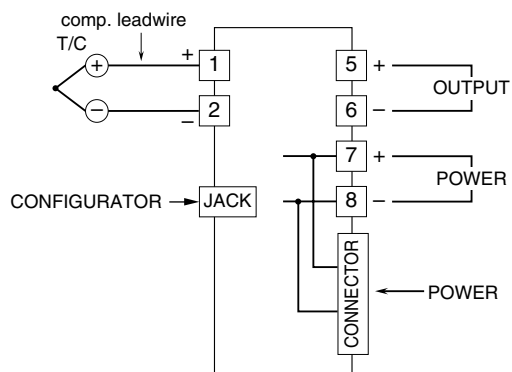 comp. leadwire
T/C
+ 1
+
2
−
−
CONFIGURATOR
JACK
5 +
OUTPUT
6 −
7 +
POWER
8 −
CONNECTOR
POWER